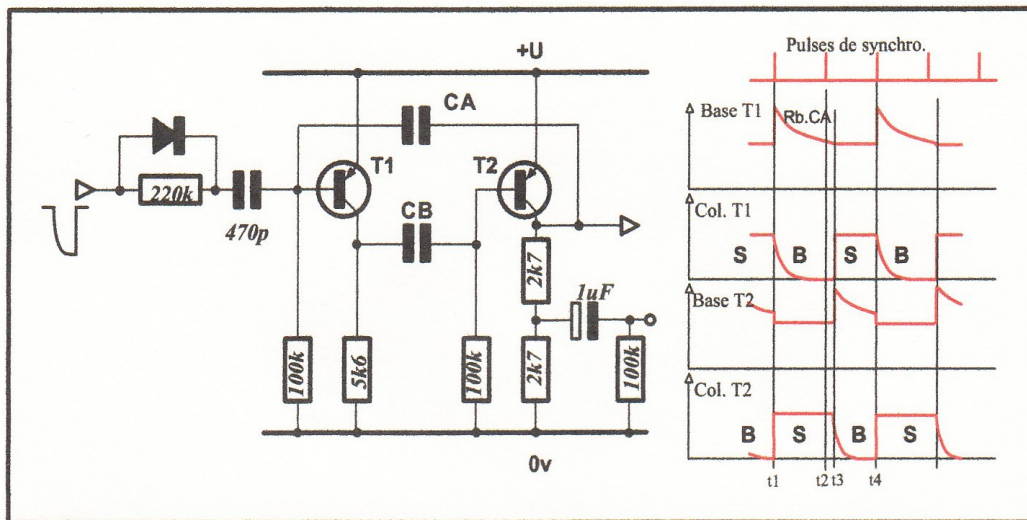 +U
CA
T1
T2
CB
220k
470p
2k7
1uF
100k
5k6
100k
2k7
100k
0v
Pulses de synchro.
Base T1
Rb.CA
Col. T1
S B S B
Base T2
Col. T2
B S B S
t1 t2 t3 t4